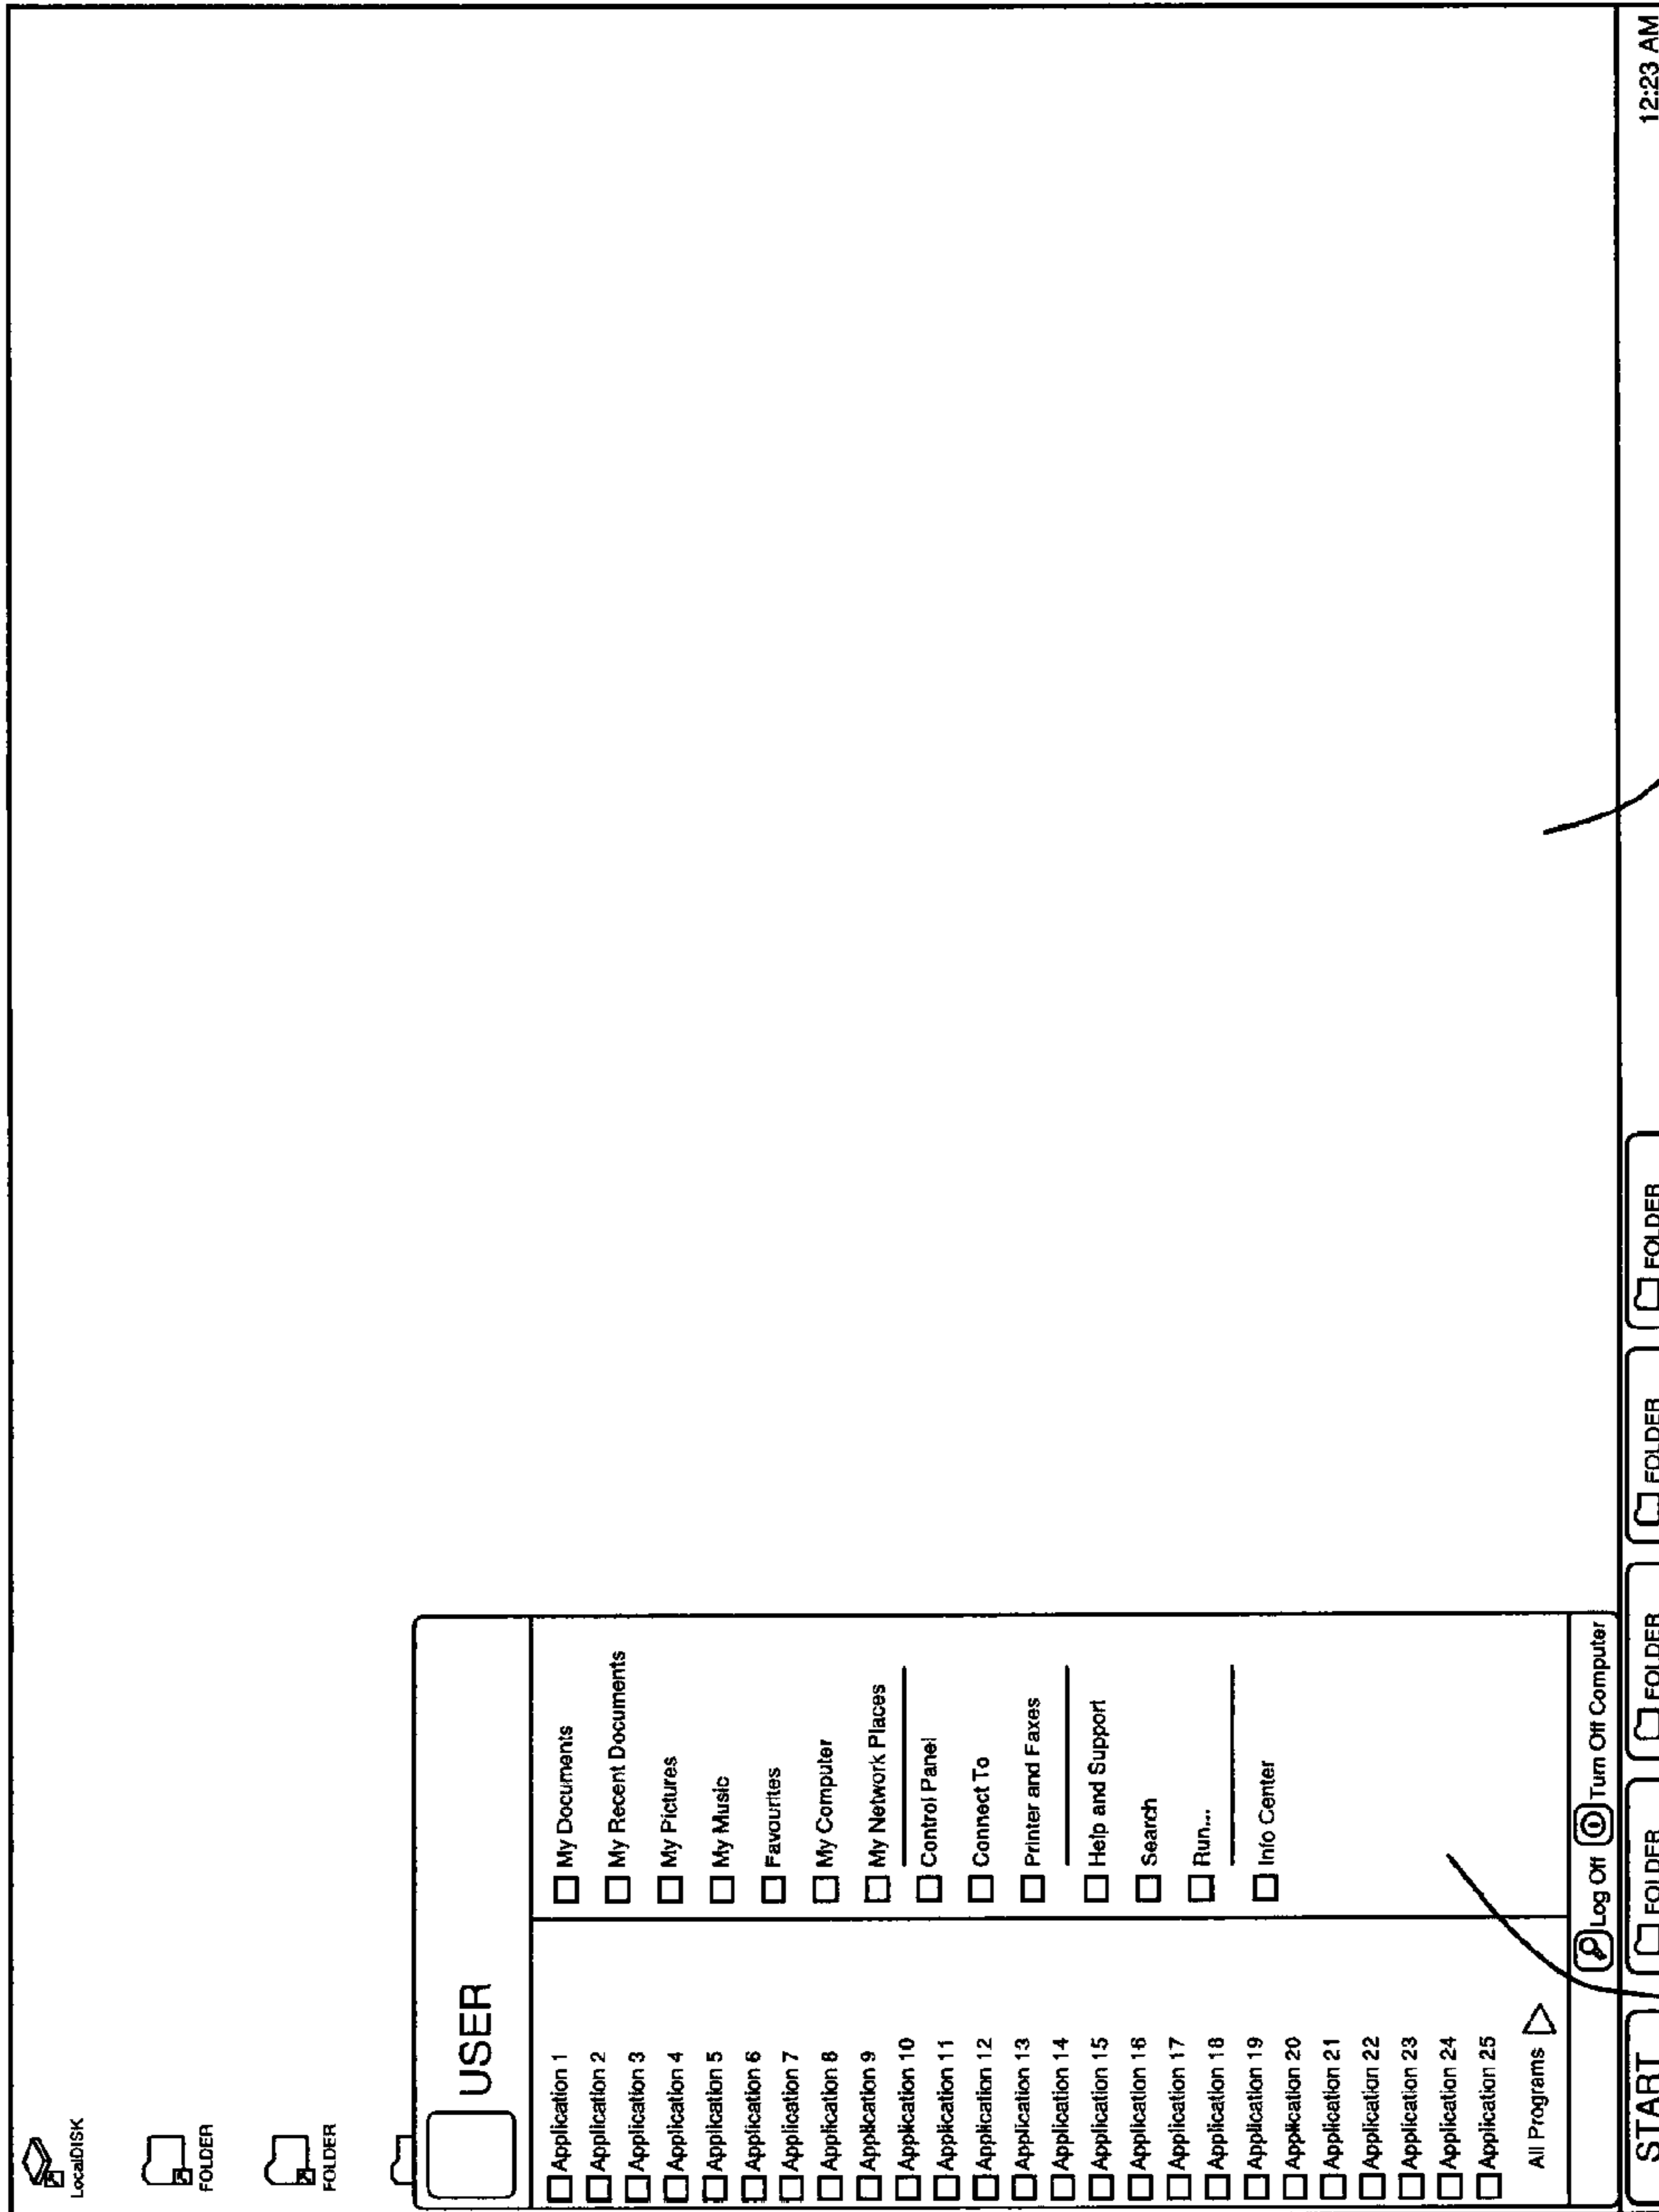 LocalDISK
FOLDER
FOLDER
USER
Application 1
Application 2
Application 3
Application 4
Application 5
Application 6
Application 7
Application 8
Application 9
Application 10
Application 11
Application 12
Application 13
Application 14
Application 15
Application 16
Application 17
Application 18
Application 19
Application 20
Application 21
Application 22
Application 23
Application 24
Application 25
All Programs
My Documents
My Recent Documents
My Pictures
My Music
Favourites
My Computer
My Network Places
Control Panel
Connect To
Printer and Faxes
Help and Support
Search
Run...
Info Center
Log Off Turn Off Computer
START FOLDER FOLDER FOLDER FOLDER 12:23 AM